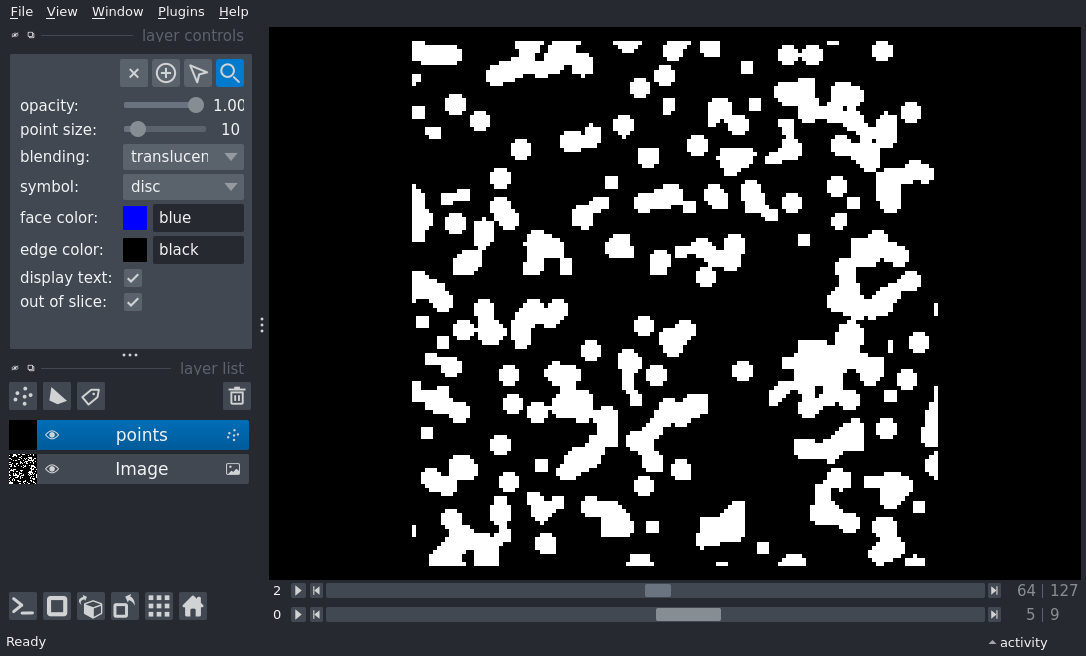 File View Window Plugins Help
layer controls
opacity: 1.00
point size: 10
blending: translucen
symbol: disc
face color: blue
edge color: black
display text:
out of slice:
layer list
points
Image
2 64 | 127
0 5 | 9
Ready activity